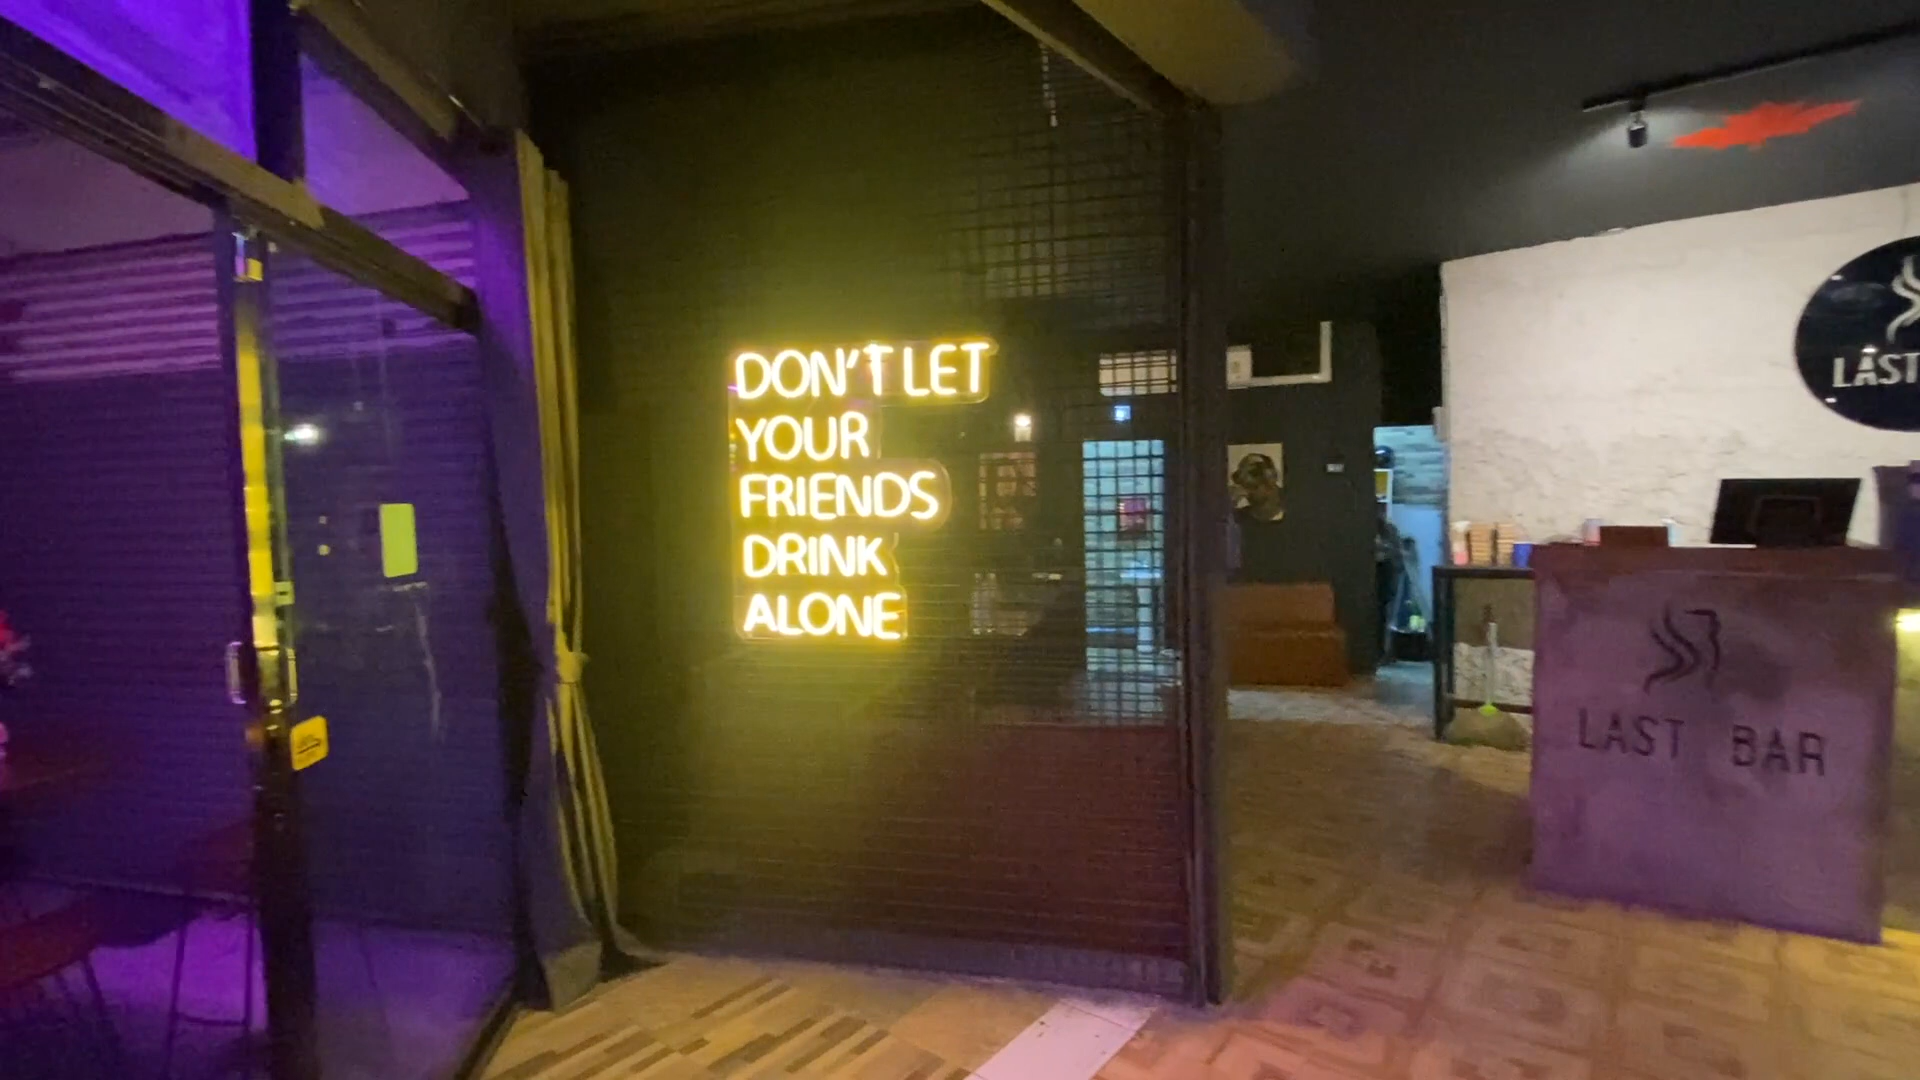 DON'T LET
YOUR
FRIENDS
DRINK
ALONE
LAST
LAST BAR